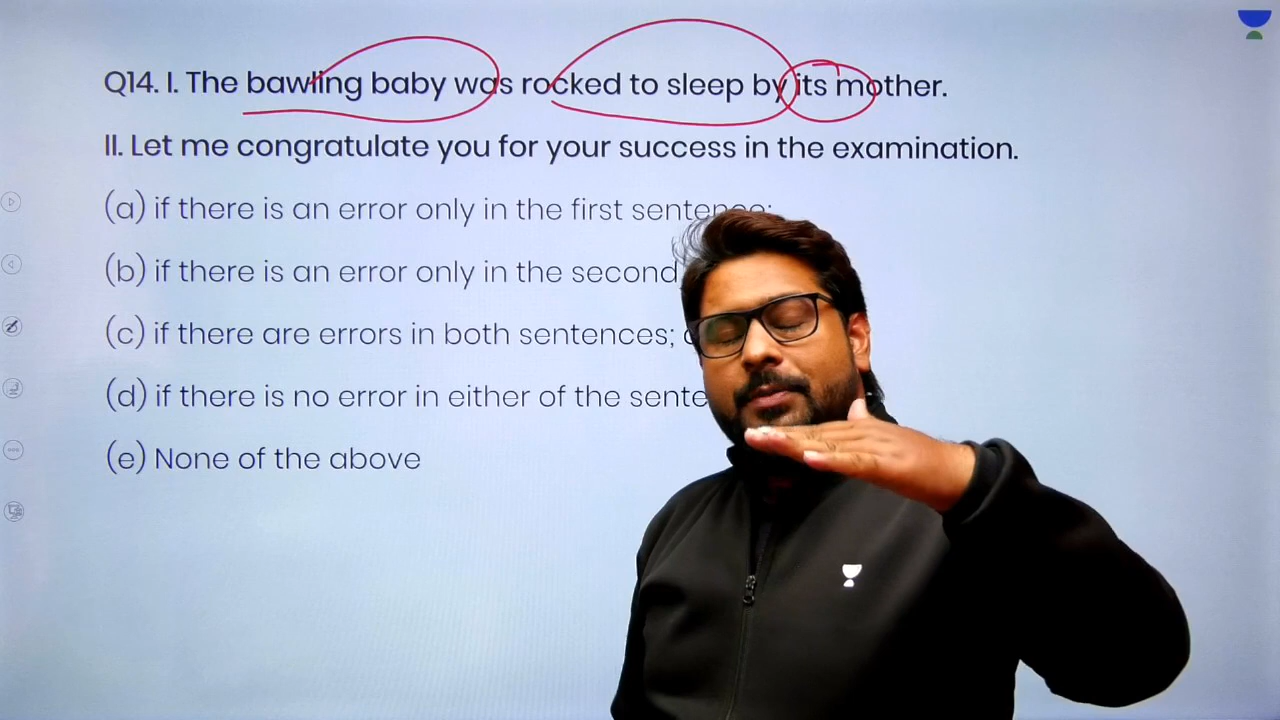 Q14. I. The bawling baby was rocked to sleep by its mother.
II. Let me congratulate you for your success in the examination.
(a) if there is an error only in the first sentence;
(b) if there is an error only in the second
(c) if there are errors in both sentences;
(d) if there is no error in either of the
(e) None of the above